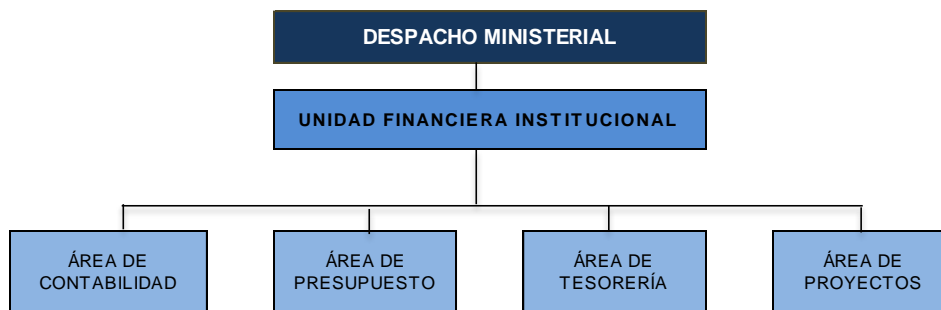 DESPACHO MINISTERIAL
UNIDAD FINANCIERA INSTITUCIONAL
ÁREA DE
CONTABILIDAD
ÁREA DE
PRESUPUESTO
ÁREA DE
TESORERÍA
ÁREA DE
PROYECTOS